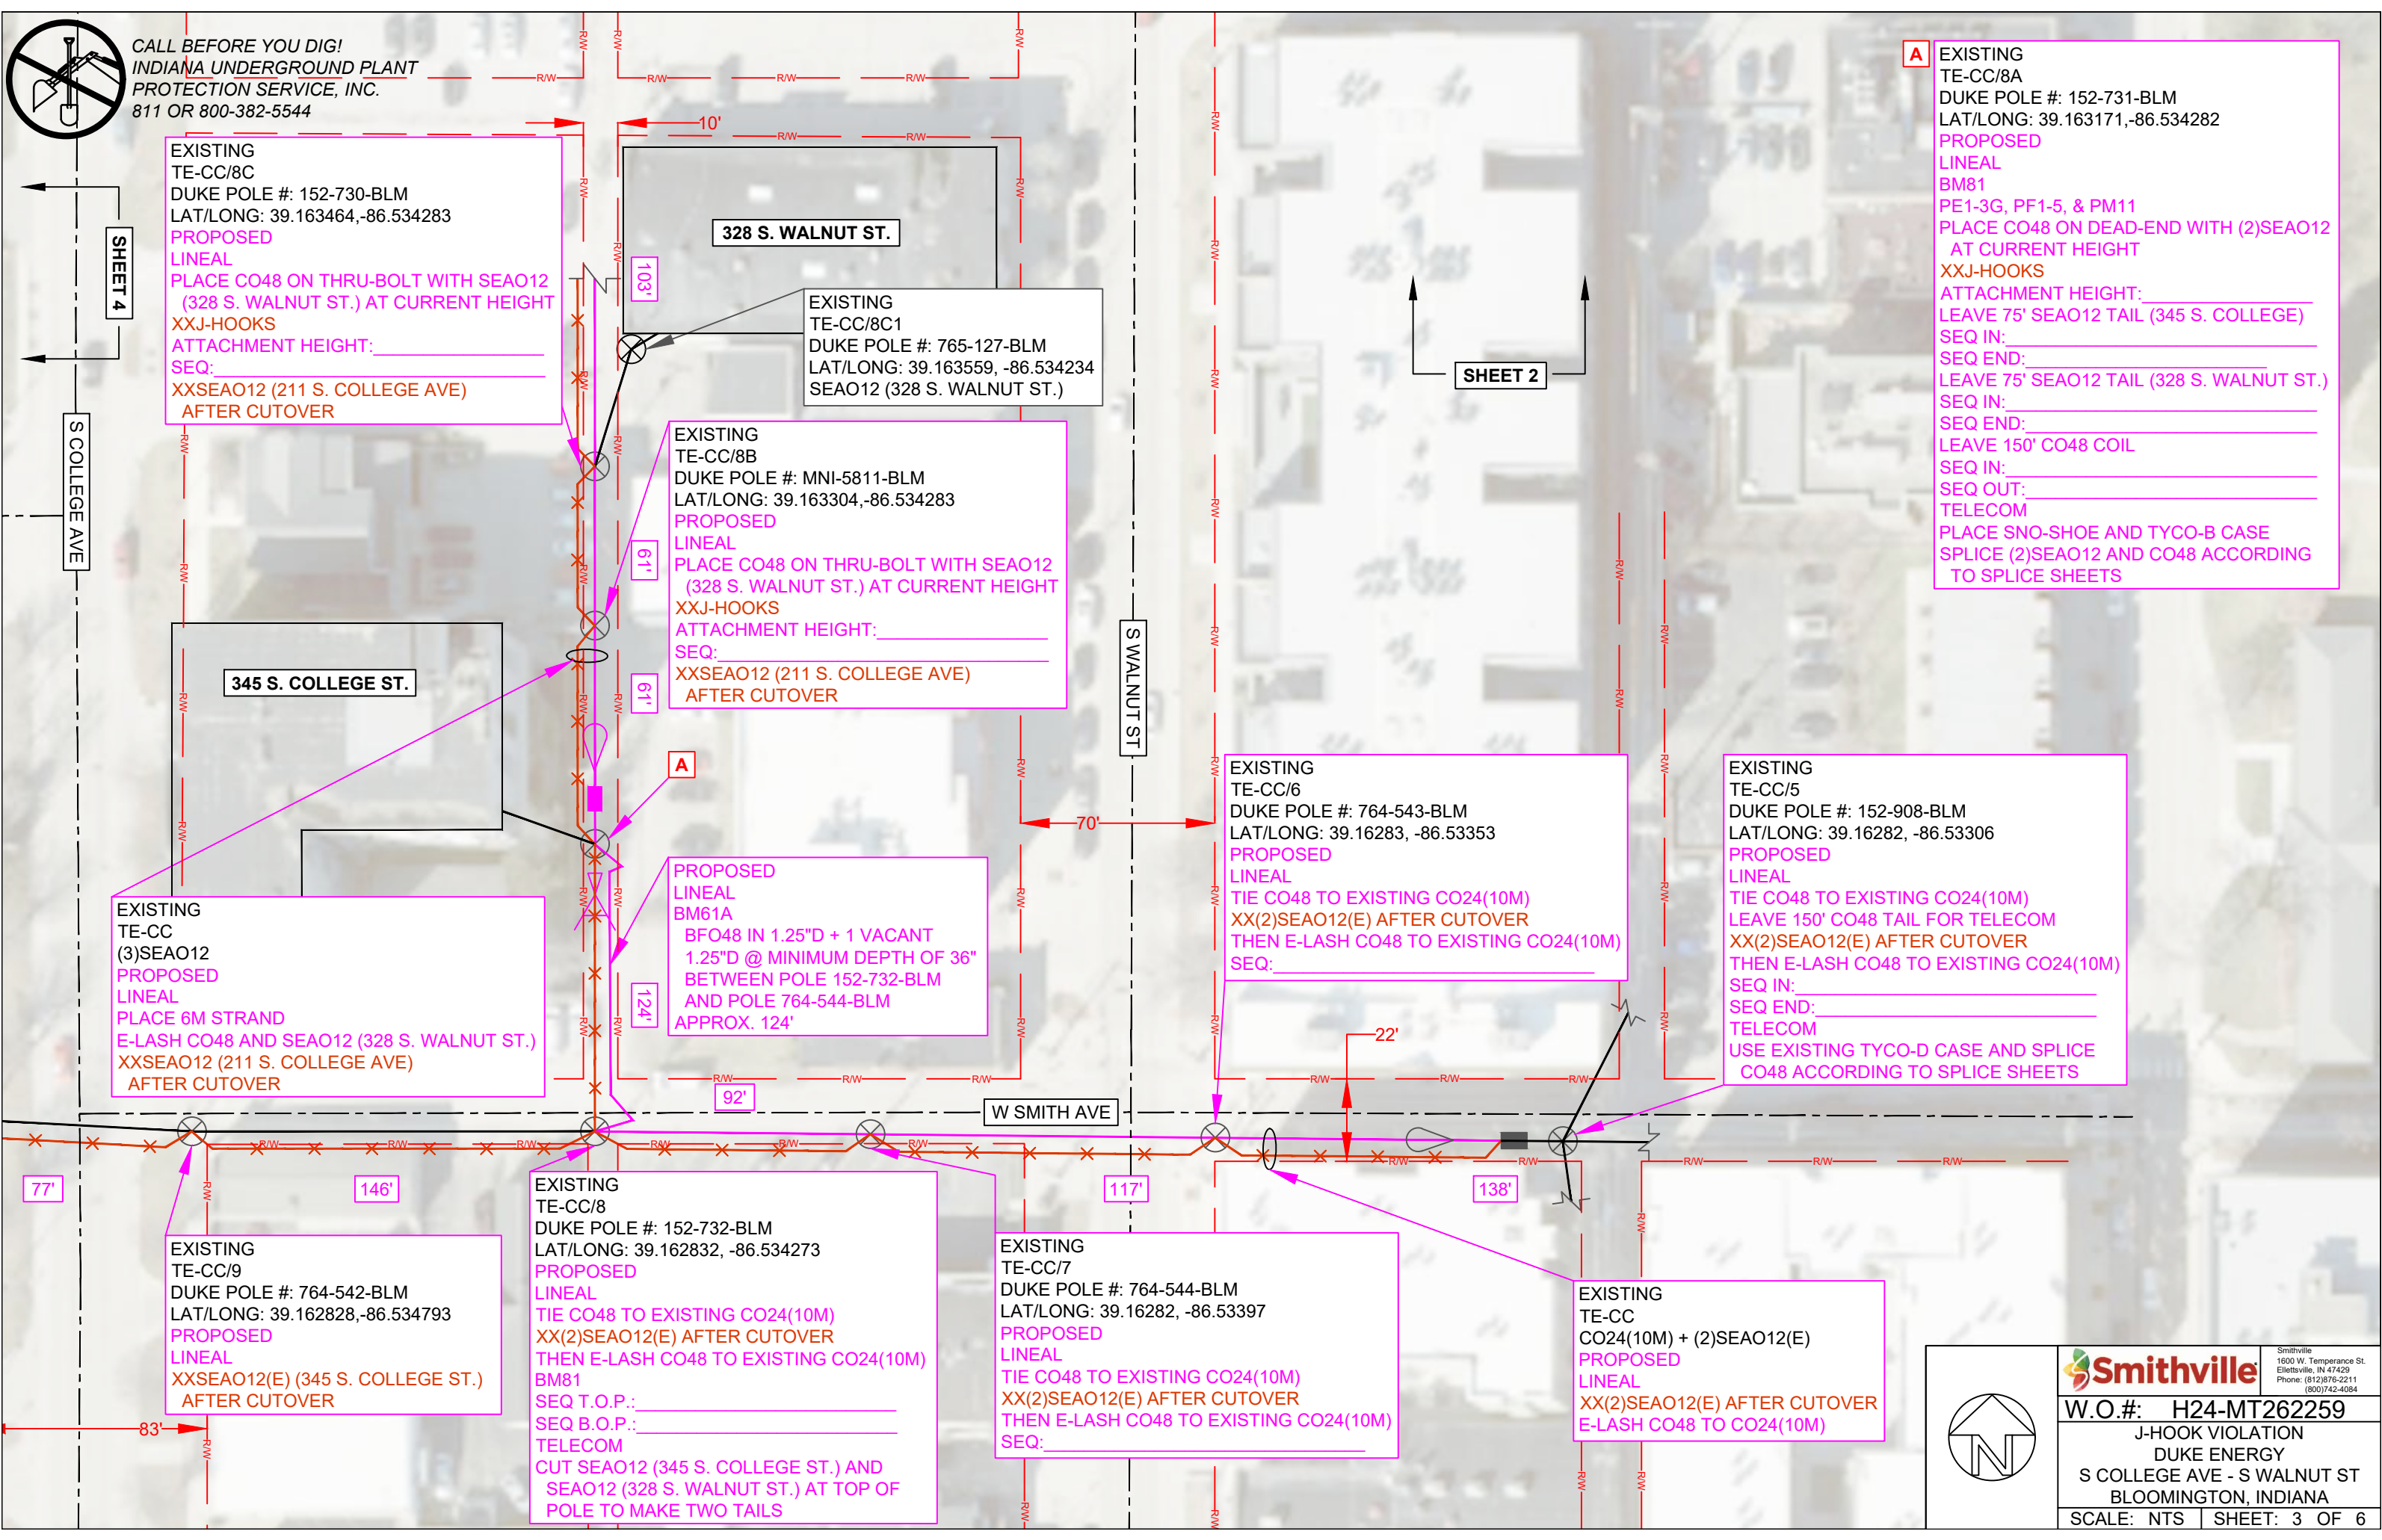 CALL BEFORE YOU DIG!
INDIANA UNDERGROUND PLANT
PROTECTION SERVICE, INC.
811 OR 800-382-5544
SHEET 4
S COLLEGE AVE
EXISTING
TE-CC/8C
DUKE POLE #: 152-730-BLM
LAT/LONG: 39.163464,-86.534283
PROPOSED
LINEAL
PLACE CO48 ON THRU-BOLT WITH SEAO12
(328 S. WALNUT ST.) AT CURRENT HEIGHT
XXJ-HOOKS
ATTACHMENT HEIGHT:
SEQ:
XXSEAO12 (211 S. COLLEGE AVE)
AFTER CUTOVER
10'
R/W
328 S. WALNUT ST.
103'
EXISTING
TE-CC/8C1
DUKE POLE #: 765-127-BLM
LAT/LONG: 39.163559, -86.534234
SEAO12 (328 S. WALNUT ST.)
EXISTING
TE-CC/8B
DUKE POLE #: MNI-5811-BLM
LAT/LONG: 39.163304,-86.534283
PROPOSED
LINEAL
PLACE CO48 ON THRU-BOLT WITH SEAO12
(328 S. WALNUT ST.) AT CURRENT HEIGHT
XXJ-HOOKS
ATTACHMENT HEIGHT:
SEQ:
XXSEAO12 (211 S. COLLEGE AVE)
AFTER CUTOVER
61'
61'
SHEET 2
S WALNUT ST
A
EXISTING
TE-CC/8A
DUKE POLE #: 152-731-BLM
LAT/LONG: 39.163171,-86.534282
PROPOSED
LINEAL
BM81
PE1-3G, PF1-5, & PM11
PLACE CO48 ON DEAD-END WITH (2)SEAO12
AT CURRENT HEIGHT
XXJ-HOOKS
ATTACHMENT HEIGHT:
LEAVE 75' SEAO12 TAIL (345 S. COLLEGE)
SEQ IN:
SEQ END:
LEAVE 75' SEAO12 TAIL (328 S. WALNUT ST.)
SEQ IN:
SEQ END:
LEAVE 150' CO48 COIL
SEQ IN:
SEQ OUT:
TELECOM
PLACE SNO-SHOE AND TYCO-B CASE
SPLICE (2)SEAO12 AND CO48 ACCORDING
TO SPLICE SHEETS
345 S. COLLEGE ST.
A
70'
EXISTING
TE-CC
(3)SEAO12
PROPOSED
LINEAL
PLACE 6M STRAND
E-LASH CO48 AND SEAO12 (328 S. WALNUT ST.)
XXSEAO12 (211 S. COLLEGE AVE)
AFTER CUTOVER
PROPOSED
LINEAL
BM61A
BFO48 IN 1.25"D + 1 VACANT
1.25"D @ MINIMUM DEPTH OF 36"
BETWEEN POLE 152-732-BLM
AND POLE 764-544-BLM
APPROX. 124'
124'
EXISTING
TE-CC/6
DUKE POLE #: 764-543-BLM
LAT/LONG: 39.16283, -86.53353
PROPOSED
LINEAL
TIE CO48 TO EXISTING CO24(10M)
XX(2)SEAO12(E) AFTER CUTOVER
THEN E-LASH CO48 TO EXISTING CO24(10M)
SEQ:
EXISTING
TE-CC/5
DUKE POLE #: 152-908-BLM
LAT/LONG: 39.16282, -86.53306
PROPOSED
LINEAL
TIE CO48 TO EXISTING CO24(10M)
LEAVE 150' CO48 TAIL FOR TELECOM
XX(2)SEAO12(E) AFTER CUTOVER
THEN E-LASH CO48 TO EXISTING CO24(10M)
SEQ IN:
SEQ END:
TELECOM
USE EXISTING TYCO-D CASE AND SPLICE
CO48 ACCORDING TO SPLICE SHEETS
22'
92'
W SMITH AVE
77'
146'
117'
138'
EXISTING
TE-CC/9
DUKE POLE #: 764-542-BLM
LAT/LONG: 39.162828,-86.534793
PROPOSED
LINEAL
XXSEAO12(E) (345 S. COLLEGE ST.)
AFTER CUTOVER
83'
EXISTING
TE-CC/8
DUKE POLE #: 152-732-BLM
LAT/LONG: 39.162832, -86.534273
PROPOSED
LINEAL
TIE CO48 TO EXISTING CO24(10M)
XX(2)SEAO12(E) AFTER CUTOVER
THEN E-LASH CO48 TO EXISTING CO24(10M)
BM81
SEQ T.O.P.:
SEQ B.O.P.:
TELECOM
CUT SEAO12 (345 S. COLLEGE ST.) AND
SEAO12 (328 S. WALNUT ST.) AT TOP OF
POLE TO MAKE TWO TAILS
EXISTING
TE-CC/7
DUKE POLE #: 764-544-BLM
LAT/LONG: 39.16282, -86.53397
PROPOSED
LINEAL
TIE CO48 TO EXISTING CO24(10M)
XX(2)SEAO12(E) AFTER CUTOVER
THEN E-LASH CO48 TO EXISTING CO24(10M)
SEQ:
EXISTING
TE-CC
CO24(10M) + (2)SEAO12(E)
PROPOSED
LINEAL
XX(2)SEAO12(E) AFTER CUTOVER
E-LASH CO48 TO CO24(10M)
N
Smithville
Smithville
1600 W. Temperance St.
Ellettsville, IN 47429
Phone: (812)876-2211
(800)742-4084
W.O.#: H24-MT262259
J-HOOK VIOLATION
DUKE ENERGY
S COLLEGE AVE - S WALNUT ST
BLOOMINGTON, INDIANA
SCALE: NTS SHEET: 3 OF 6